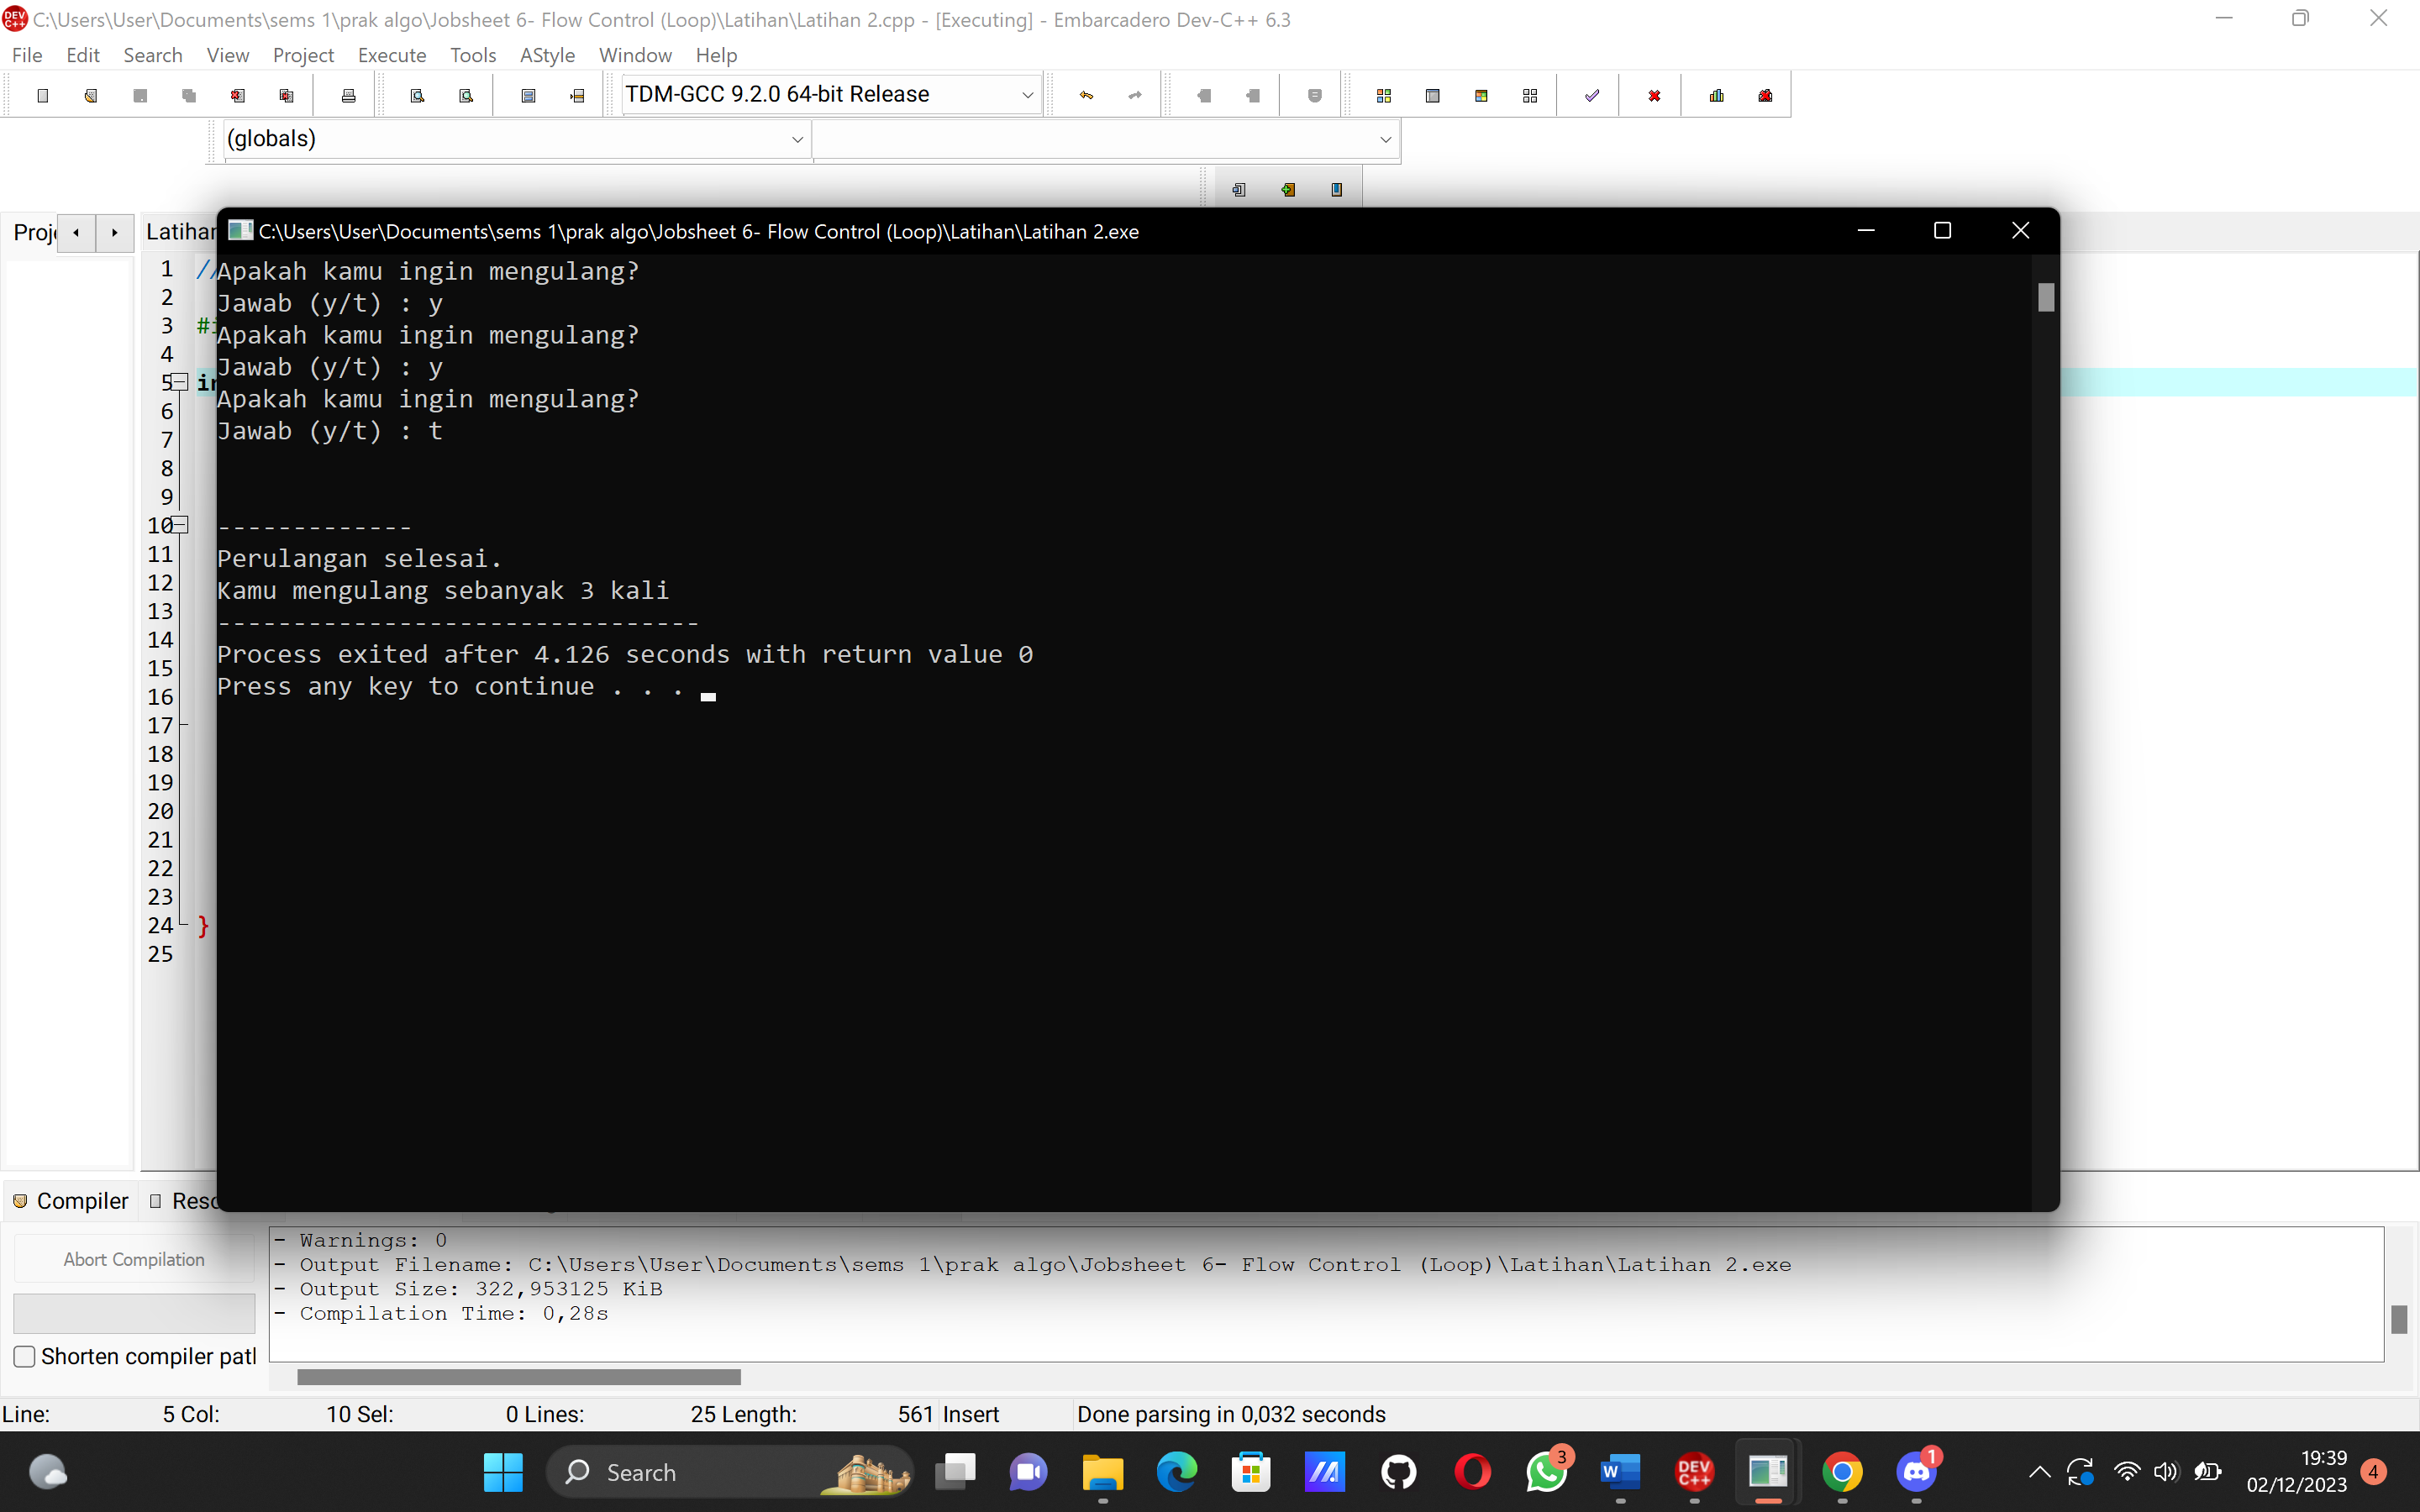 C:\Users\User\Documents\sems 1\prak algo\Jobsheet 6- Flow Control (Loop)\Latihan\Latihan 2.cpp - [Executing] - Embarcadero Dev-C++ 6.3
File Edit Search View Project Execute Tools AStyle Window Help
TDM-GCC 9.2.0 64-bit Release
(globals)
Proj
Latihan
C:\Users\User\Documents\sems 1\prak algo\Jobsheet 6- Flow Control (Loop)\Latihan\Latihan 2.exe
1 //
2
3 #i
4
5 in
6
7
8
9
10
11
12
13
14
15
16
17
18
19
20
21
22
23
24 }
25
Apakah kamu ingin mengulang?
Jawab (y/t) : y
Apakah kamu ingin mengulang?
Jawab (y/t) : y
Apakah kamu ingin mengulang?
Jawab (y/t) : t
-------------
Perulangan selesai.
Kamu mengulang sebanyak 3 kali
--------------------------------
Process exited after 4.126 seconds with return value 0
Press any key to continue . . .
Compiler Reso
Abort Compilation
Shorten compiler path
- Warnings: 0
- Output Filename: C:\Users\User\Documents\sems 1\prak algo\Jobsheet 6- Flow Control (Loop)\Latihan\Latihan 2.exe
- Output Size: 322,953125 KiB
- Compilation Time: 0,28s
Line: 5 Col: 10 Sel: 0 Lines: 25 Length: 561 Insert Done parsing in 0,032 seconds
Search
3
W
DEV C++
1
19:39
02/12/2023
4